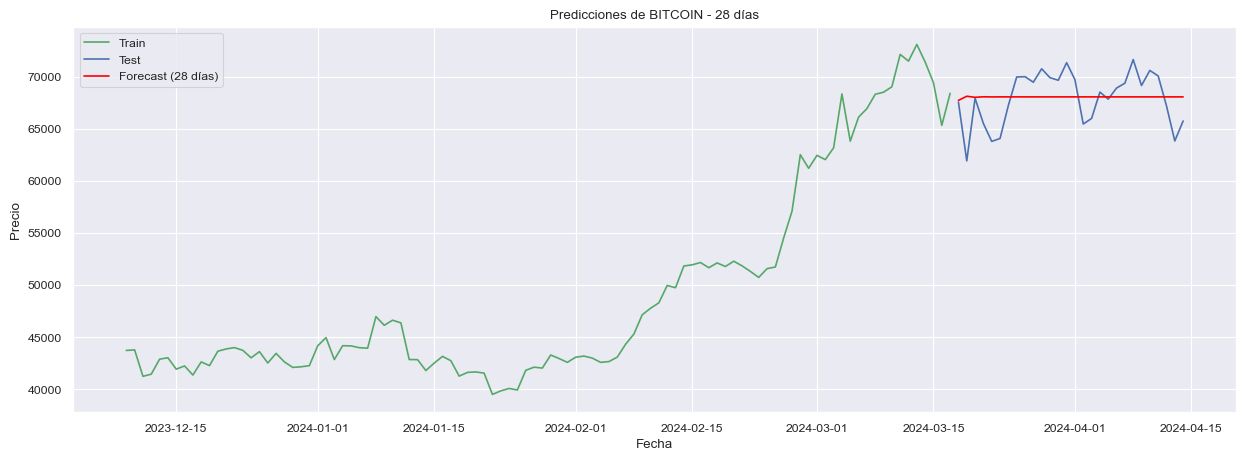 Predicciones de BITCOIN - 28 días
Train
Test
Forecast (28 días)
Precio
70000
65000
60000
55000
50000
45000
40000
2023-12-15
2024-01-01
2024-01-15
2024-02-01
2024-02-15
2024-03-01
2024-03-15
2024-04-01
2024-04-15
Fecha